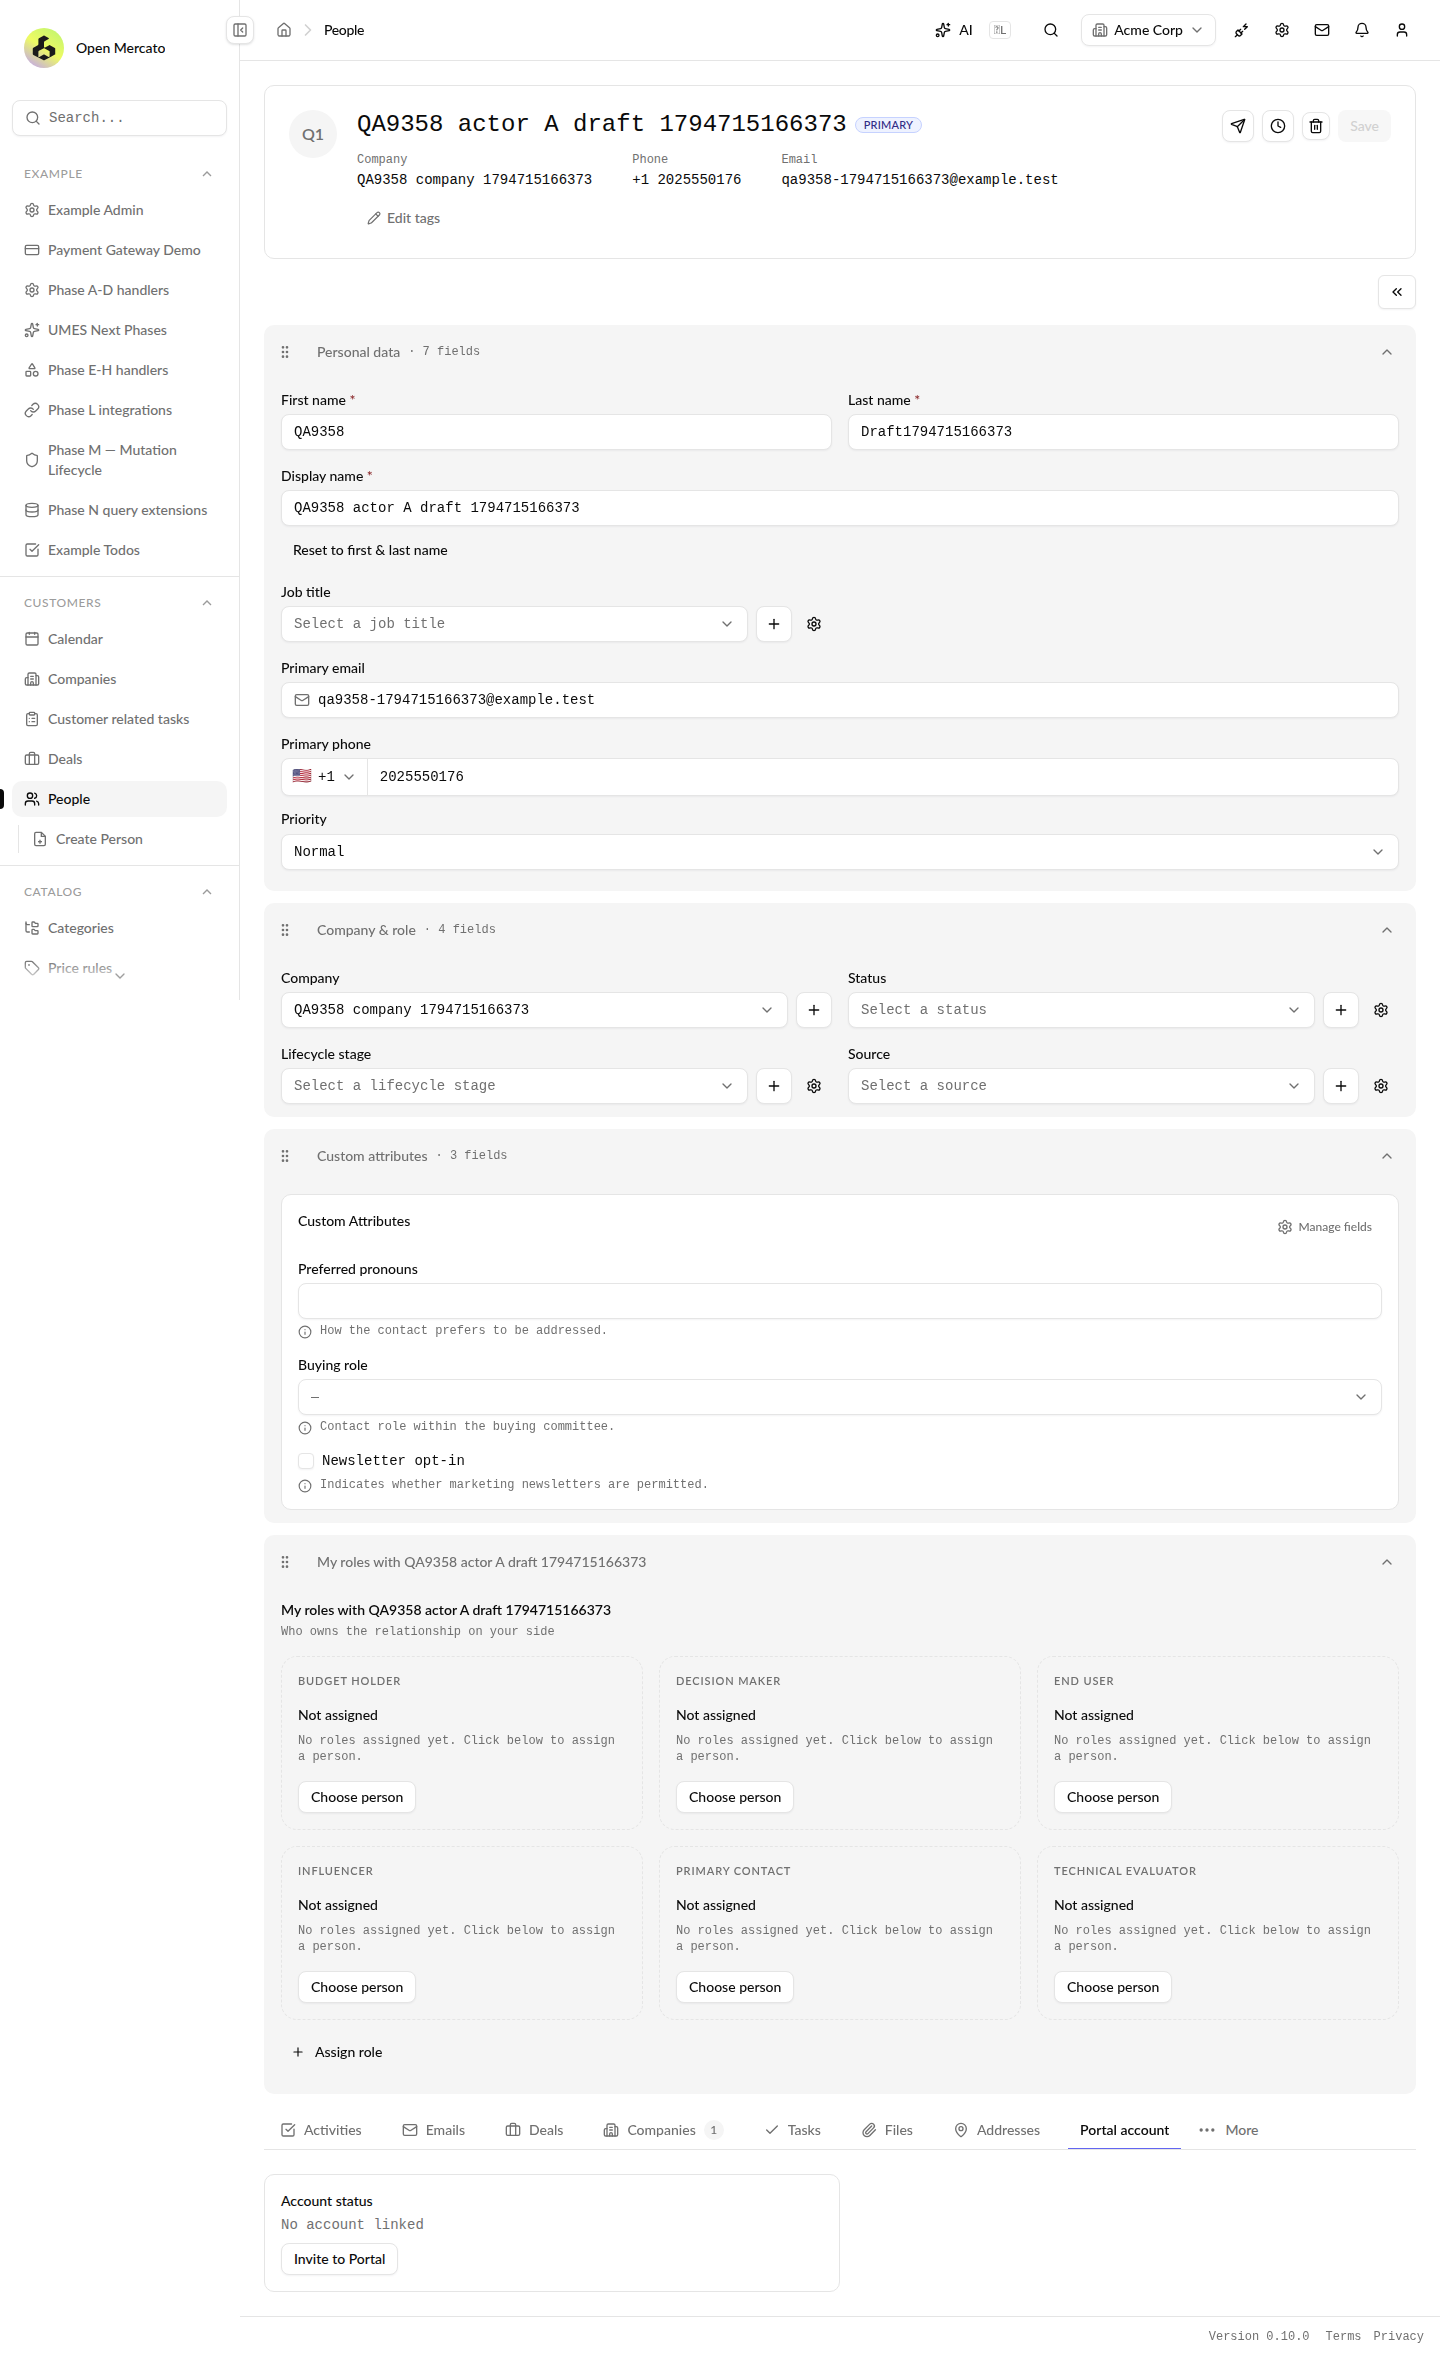 Open Mercato
Search...
EXAMPLE
Example Admin
Payment Gateway Demo
Phase A-D handlers
UMES Next Phases
Phase E-H handlers
Phase L integrations
Phase M — Mutation
Lifecycle
Phase N query extensions
Example Todos
CUSTOMERS
Calendar
Companies
Customer related tasks
Deals
People
Create Person
CATALOG
Categories
Price rules
People
AI
L
Acme Corp
Q1
QA9358 actor A draft 1794715166373
PRIMARY
Save
Company
Phone
Email
QA9358 company 1794715166373
+1 2025550176
qa9358-1794715166373@example.test
Edit tags
Personal data · 7 fields
First name *
Last name *
QA9358
Draft1794715166373
Display name *
QA9358 actor A draft 1794715166373
Reset to first & last name
Job title
Select a job title
Primary email
qa9358-1794715166373@example.test
Primary phone
+1
2025550176
Priority
Normal
Company & role · 4 fields
Company
Status
QA9358 company 1794715166373
Select a status
Lifecycle stage
Source
Select a lifecycle stage
Select a source
Custom attributes · 3 fields
Custom Attributes
Manage fields
Preferred pronouns
How the contact prefers to be addressed.
Buying role
—
Contact role within the buying committee.
Newsletter opt-in
Indicates whether marketing newsletters are permitted.
My roles with QA9358 actor A draft 1794715166373
My roles with QA9358 actor A draft 1794715166373
Who owns the relationship on your side
BUDGET HOLDER
Not assigned
No roles assigned yet. Click below to assign
a person.
Choose person
DECISION MAKER
Not assigned
No roles assigned yet. Click below to assign
a person.
Choose person
END USER
Not assigned
No roles assigned yet. Click below to assign
a person.
Choose person
INFLUENCER
Not assigned
No roles assigned yet. Click below to assign
a person.
Choose person
PRIMARY CONTACT
Not assigned
No roles assigned yet. Click below to assign
a person.
Choose person
TECHNICAL EVALUATOR
Not assigned
No roles assigned yet. Click below to assign
a person.
Choose person
Assign role
Activities
Emails
Deals
Companies 1
Tasks
Files
Addresses
Portal account
More
Account status
No account linked
Invite to Portal
Version 0.10.0
Terms
Privacy